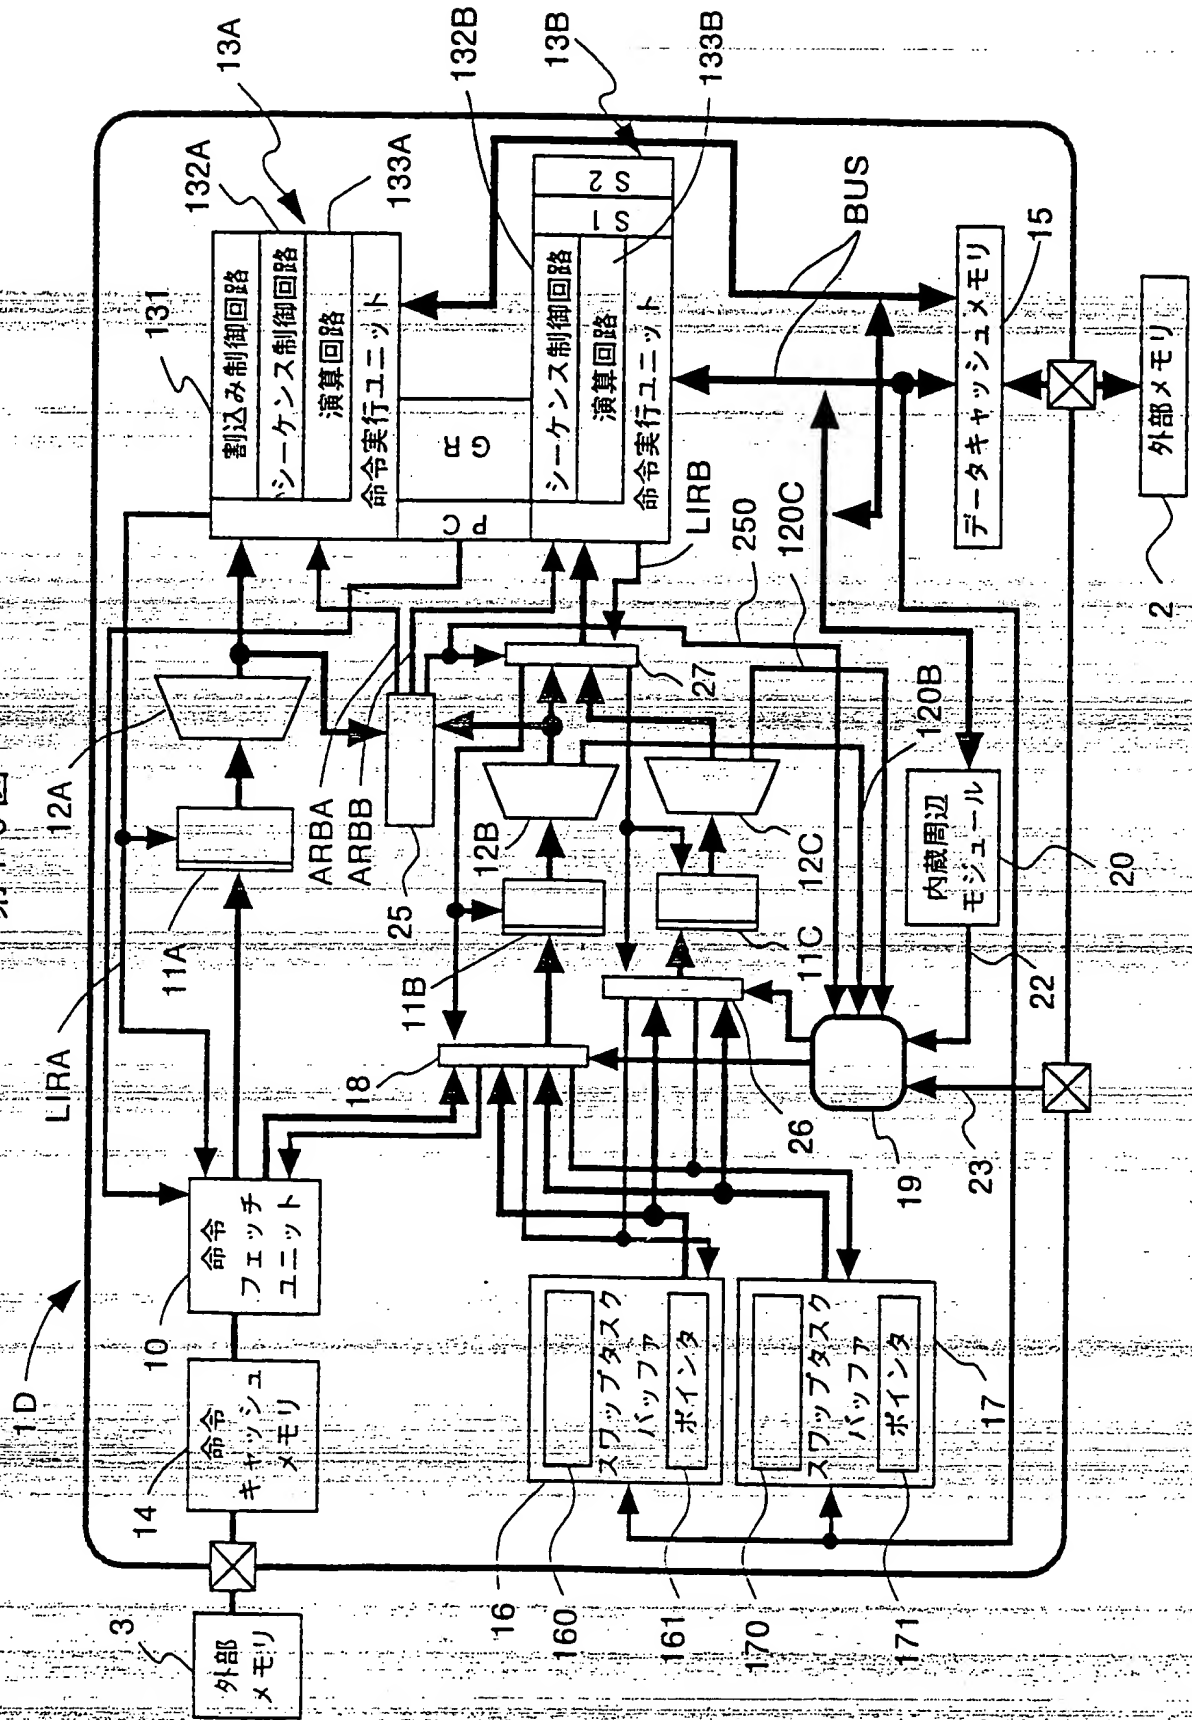 1D
3
外部
メモリ
14
命令
キャッシュ
メモリ
10
命令
フェッチ
ユニット
LIRA
11A
12A
131
132A
13A
133A
割込み制御回路
シーケンス制御回路
演算回路
命令実行ユニット
PC
GR
ARBA
ARBB
25
132B
13B
133B
シーケンス制御回路
演算回路
命令実行ユニット
S1
S2
LIRB
18
11B
12B
27
250
120C
120B
BUS
11C
12C
26
19
16
160
161
スワップタスク
バッファ
ポインタ
170
171
17
スワップタスク
バッファ
ポインタ
内蔵周辺
モジュール
20
22
23
データキャッシュメモリ
15
外部メモリ
2